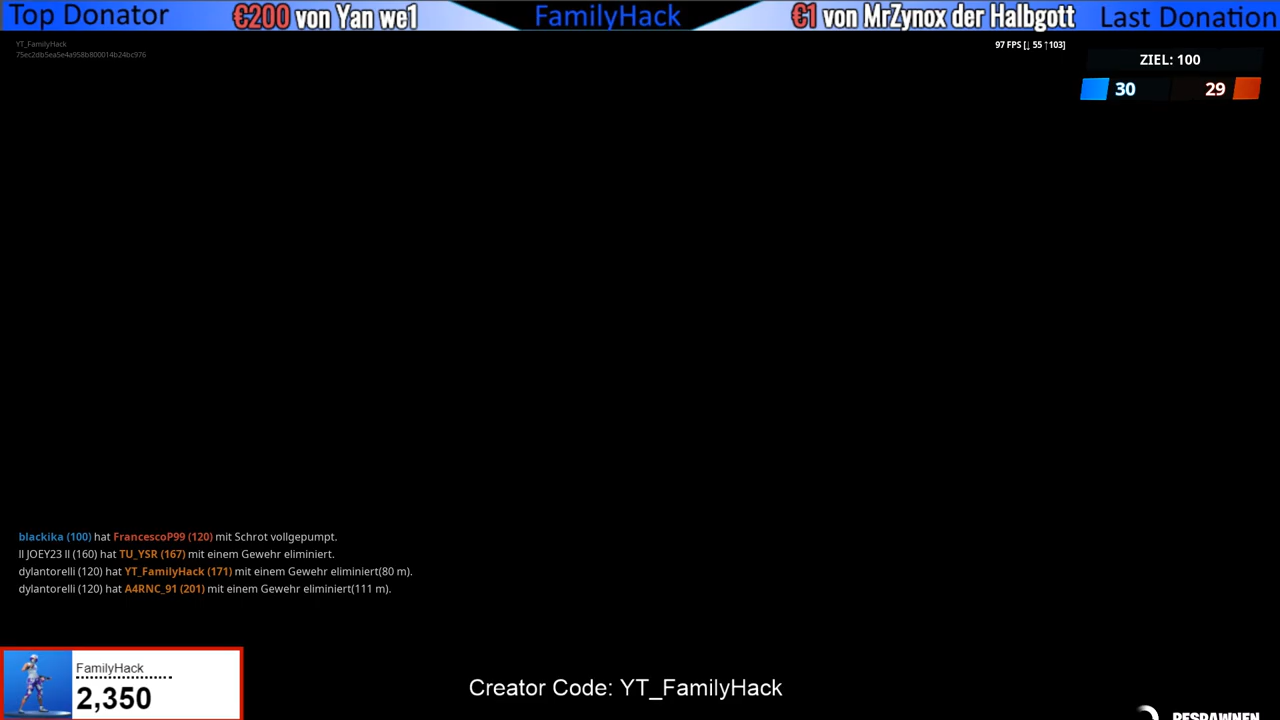 Top Donator
€200 von Yan we1
FamilyHack
€1 von MrZynox der Halbgott
Last Donation
YT_FamilyHack
97 FPS [↓ 55 ↑103]
ZIEL: 100
30
29
blackika (100) hat FrancescoP99 (120) mit Schrot vollgepumpt.
ll JOEY23 ll (160) hat TU_YSR (167) mit einem Gewehr eliminiert.
dylantorelli (120) hat YT_FamilyHack (171) mit einem Gewehr eliminiert(80 m).
dylantorelli (120) hat A4RNC_91 (201) mit einem Gewehr eliminiert(111 m).
FamilyHack
2,350
Creator Code: YT_FamilyHack
RESPAWNEN